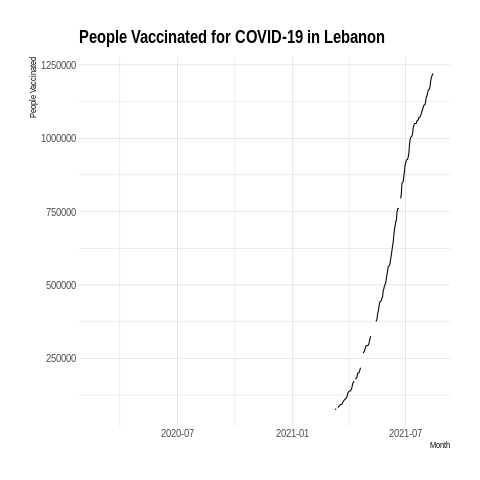 People Vaccinated for COVID-19 in Lebanon
People Vaccinated
1250000
1000000
750000
500000
250000
2020-07
2021-01
2021-07
Month